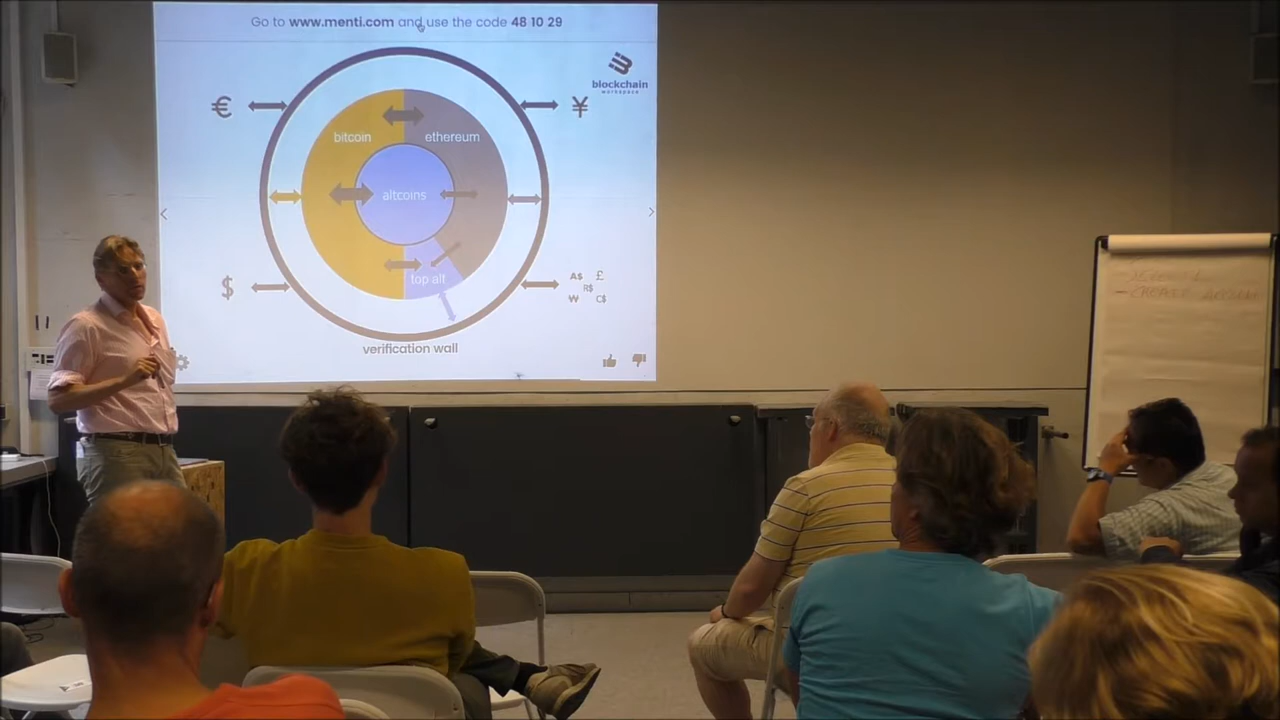 Go to www.menti.com and use the code 48 10 29
blockchain
workspace
€
¥
bitcoin
ethereum
altcoins
top alt
$
A$ £
R$
₩ C$
verification wall